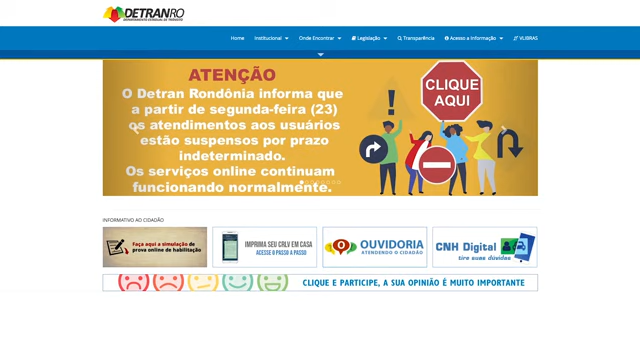 DETRANRO
DEPARTAMENTO ESTADUAL DE TRÂNSITO
Home Institucional Onde Encontrar Legislação Transparência Acesso a Informação VLIBRAS
ATENÇÃO
O Detran Rondônia informa que
a partir de segunda-feira (23)
os atendimentos aos usuários
estão suspensos por prazo
indeterminado.
Os serviços online continuam
funcionando normalmente.
CLIQUE
AQUI
INFORMATIVO AO CIDADÃO
Faça aqui a simulação de
prova online de habilitação
IMPRIMA SEU CRLV EM CASA
ACESSE O PASSO A PASSO
OUVIDORIA
ATENDENDO O CIDADÃO
CNH Digital
tire suas dúvidas
CLIQUE E PARTICIPE, A SUA OPINIÃO É MUITO IMPORTANTE